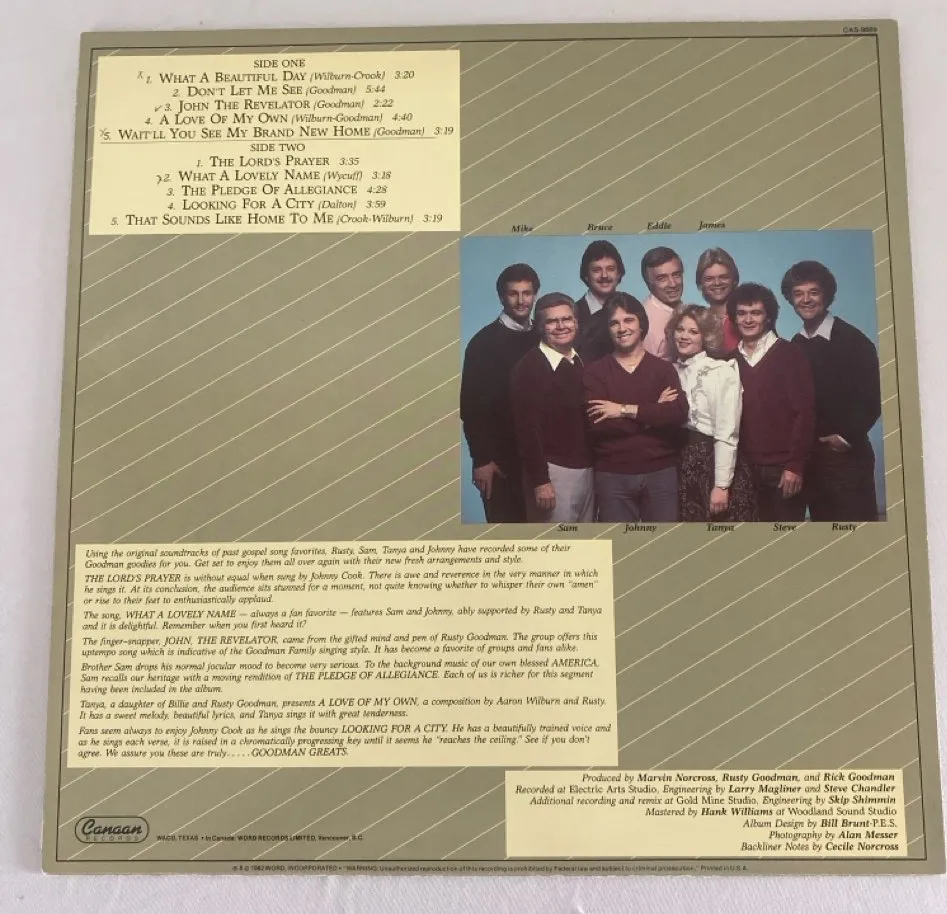 CAS-9889
SIDE ONE
1. WHAT A BEAUTIFUL DAY (Wilburn-Crook) 3:20
2. DON'T LET ME SEE (Goodman) 5:44
✓ 3. JOHN THE REVELATOR (Goodman) 2:22
4. A LOVE OF MY OWN (Wilburn-Goodman) 4:40
5. WAIT'LL YOU SEE MY BRAND NEW HOME (Goodman) 3:19
SIDE TWO
1. THE LORD'S PRAYER 3:35
2. WHAT A LOVELY NAME (Wycuff) 3:18
3. THE PLEDGE OF ALLEGIANCE 4:28
4. LOOKING FOR A CITY (Dalton) 3:59
5. THAT SOUNDS LIKE HOME TO ME (Crook-Wilburn) 3:19
Mike Bruce Eddie James
Sam Johnny Tanya Steve Rusty
Using the original soundtracks of past gospel song favorites, Rusty, Sam, Tanya and Johnny have recorded some of their
Goodman goodies for you. Get set to enjoy them all over again with their new fresh arrangements and style.
THE LORD'S PRAYER is without equal when sung by Johnny Cook. There is awe and reverence in the very manner in which
he sings it. At its conclusion, the audience sits stunned for a moment, not quite knowing whether to whisper their own "amen"
or rise to their feet to enthusiastically applaud.
The song, WHAT A LOVELY NAME — always a fan favorite — features Sam and Johnny, ably supported by Rusty and Tanya
and it is delightful. Remember when you first heard it?
The finger-snapper, JOHN, THE REVELATOR, came from the gifted mind and pen of Rusty Goodman. The group offers this
uptempo song which is indicative of the Goodman Family singing style. It has become a favorite of groups and fans alike.
Brother Sam drops his normal jocular mood to become very serious. To the background music of our own blessed AMERICA,
Sam recalls our heritage with a moving rendition of THE PLEDGE OF ALLEGIANCE. Each of us is richer for this segment
having been included in the album.
Tanya, a daughter of Billie and Rusty Goodman, presents A LOVE OF MY OWN, a composition by Aaron Wilburn and Rusty.
It has a sweet melody, beautiful lyrics, and Tanya sings it with great tenderness.
Fans seem always to enjoy Johnny Cook as he sings the bouncy LOOKING FOR A CITY. He has a beautifully trained voice and
as he sings each verse, it is raised in a chromatically progressing key until it seems he "reaches the ceiling." See if you don't
agree. We assure you these are truly.....GOODMAN GREATS.
Produced by Marvin Norcross, Rusty Goodman, and Rick Goodman
Recorded at Electric Arts Studio, Engineering by Larry Magliner and Steve Chandler
Additional recording and remix at Gold Mine Studio, Engineering by Skip Shimmin
Mastered by Hank Williams at Woodland Sound Studio
Album Design by Bill Brunt-P.E.S.
Photography by Alan Messer
Backliner Notes by Cecile Norcross
Canaan
RECORDS
WACO, TEXAS • In Canada: WORD RECORDS LIMITED, Vancouver, B.C.
℗ & © 1982 WORD, INCORPORATED • "WARNING: Unauthorized reproduction of this recording is prohibited by Federal law and subject to criminal prosecution." Printed in U.S.A.